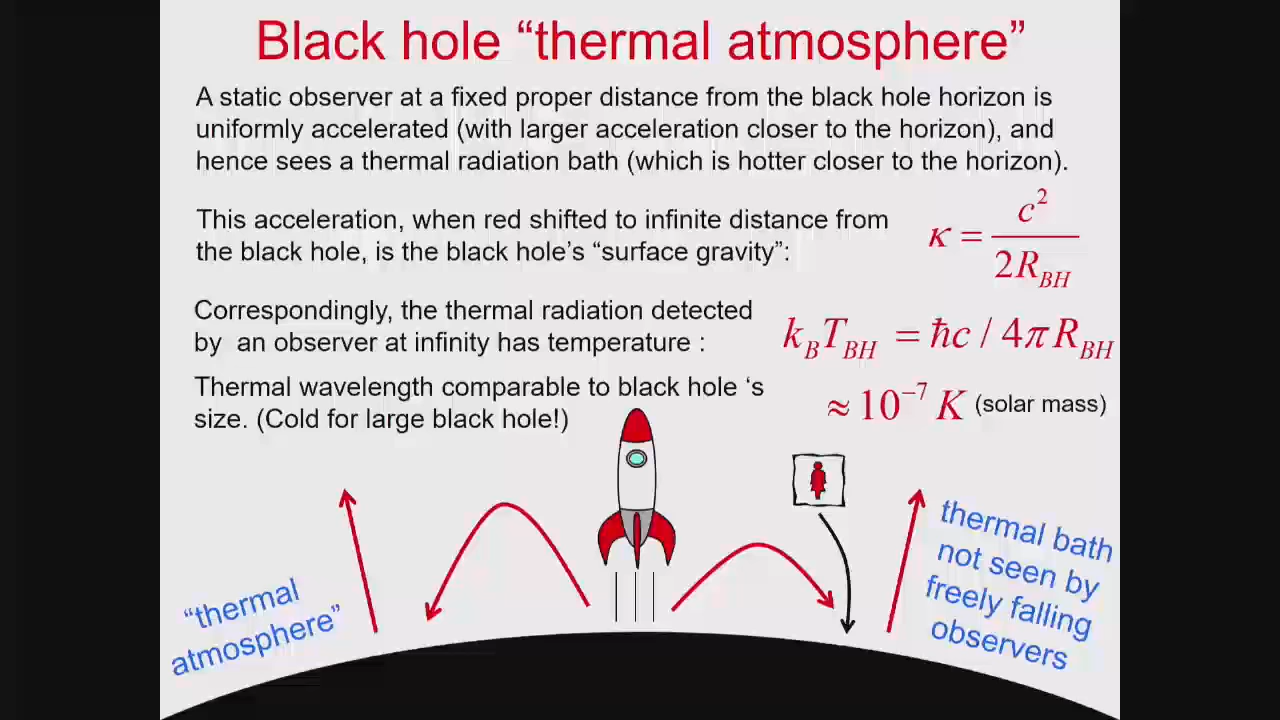 Black hole “thermal atmosphere”
A static observer at a fixed proper distance from the black hole horizon is
uniformly accelerated (with larger acceleration closer to the horizon), and
hence sees a thermal radiation bath (which is hotter closer to the horizon).
This acceleration, when red shifted to infinite distance from
the black hole, is the black hole’s “surface gravity”:
κ = c² / 2R_BH
Correspondingly, the thermal radiation detected
by an observer at infinity has temperature :
k_B T_BH = ħc / 4π R_BH
Thermal wavelength comparable to black hole ‘s
size. (Cold for large black hole!)
≈ 10⁻⁷ K (solar mass)
“thermal
atmosphere”
thermal bath
not seen by
freely falling
observers